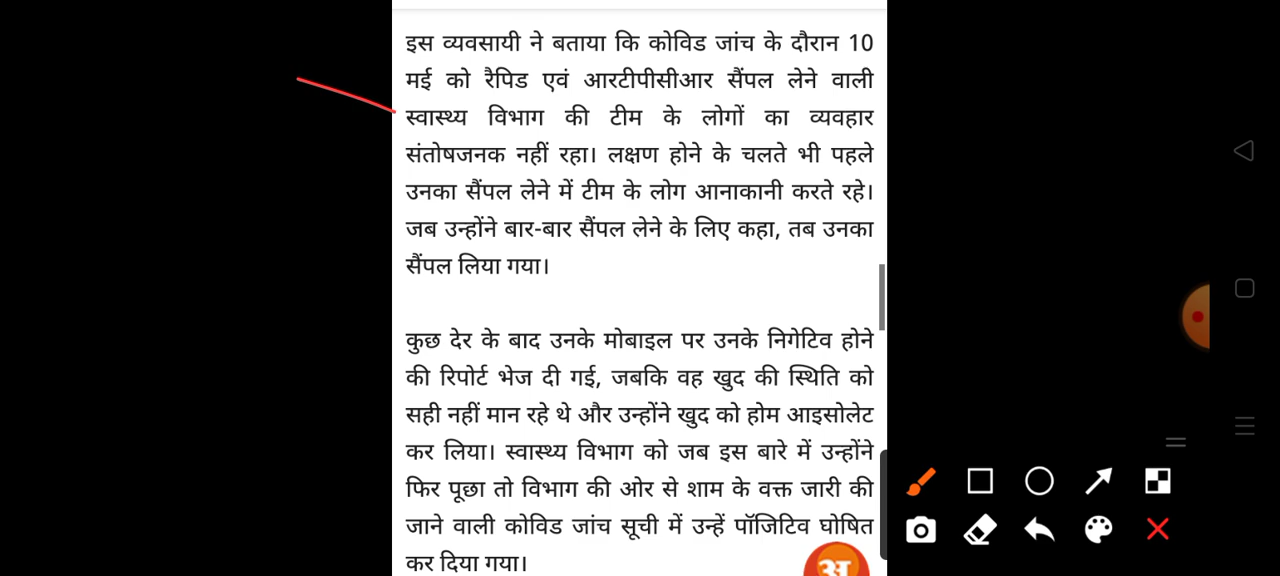 इस व्यवसायी ने बताया कि कोविड जांच के दौरान 10
मई को रैपिड एवं आरटीपीसीआर सैंपल लेने वाली
स्वास्थ्य विभाग की टीम के लोगों का व्यवहार
संतोषजनक नहीं रहा। लक्षण होने के चलते भी पहले
उनका सैंपल लेने में टीम के लोग आनाकानी करते रहे।
जब उन्होंने बार-बार सैंपल लेने के लिए कहा, तब उनका
सैंपल लिया गया।
कुछ देर के बाद उनके मोबाइल पर उनके निगेटिव होने
की रिपोर्ट भेज दी गई, जबकि वह खुद की स्थिति को
सही नहीं मान रहे थे और उन्होंने खुद को होम आइसोलेट
कर लिया। स्वास्थ्य विभाग को जब इस बारे में उन्होंने
फिर पूछा तो विभाग की ओर से शाम के वक्त जारी की
जाने वाली कोविड जांच सूची में उन्हें पॉजिटिव घोषित
कर दिया गया।
अ